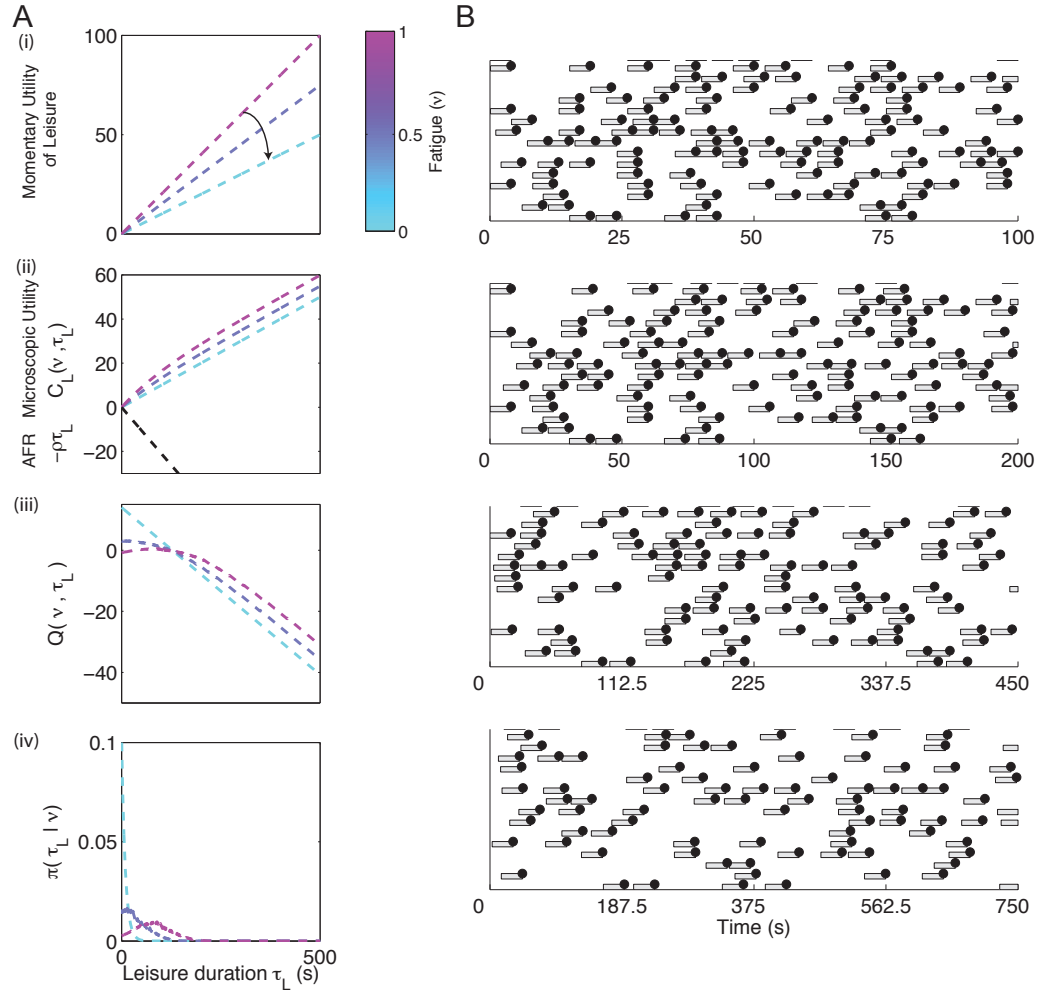 A
B
(i)
Momentary Utility
of Leisure
100
50
0
1
0.5
0
Fatigue (ν)
0 25 50 75 100
(ii)
AFR Microscopic Utility
-ρτ_L C_L(ν, τ_L)
60
40
20
0
-20
0 50 100 150 200
(iii)
Q(ν, τ_L)
0
-20
-40
0 112.5 225 337.5 450
(iv)
π(τ_L | ν)
0.1
0.05
0
0 500
Leisure duration τ_L (s)
0 187.5 375 562.5 750
Time (s)